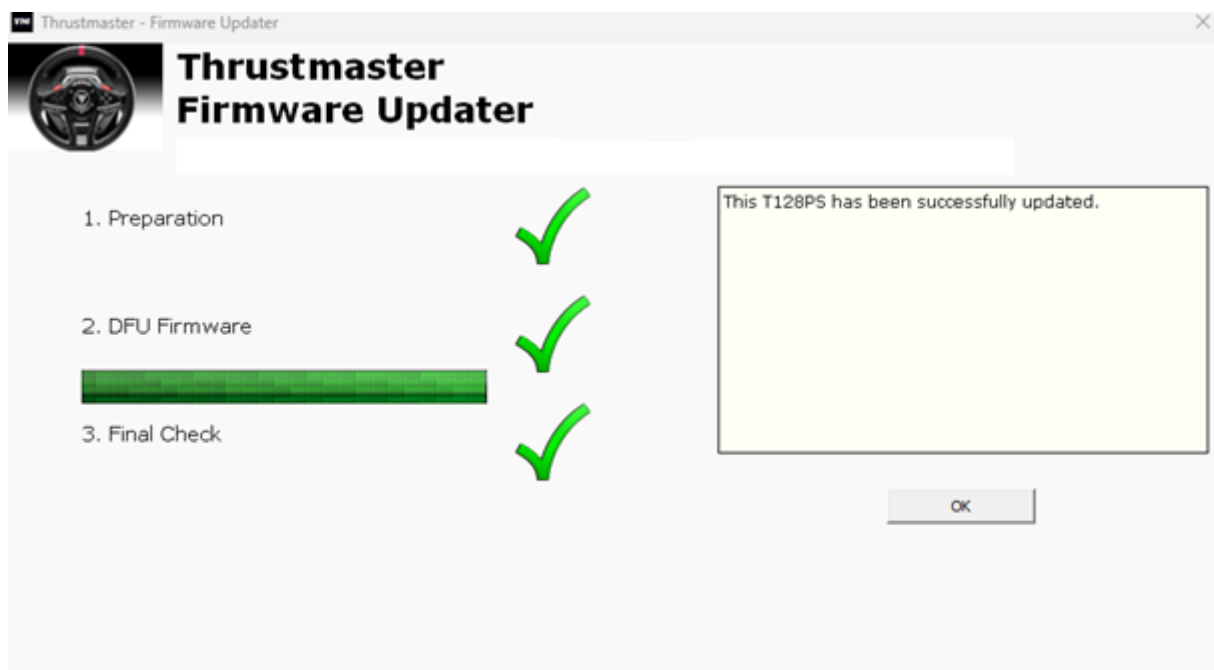 Thrustmaster - Firmware Updater
Thrustmaster
Firmware Updater
1. Preparation
This T128PS has been successfully updated.
2. DFU Firmware
3. Final Check
OK